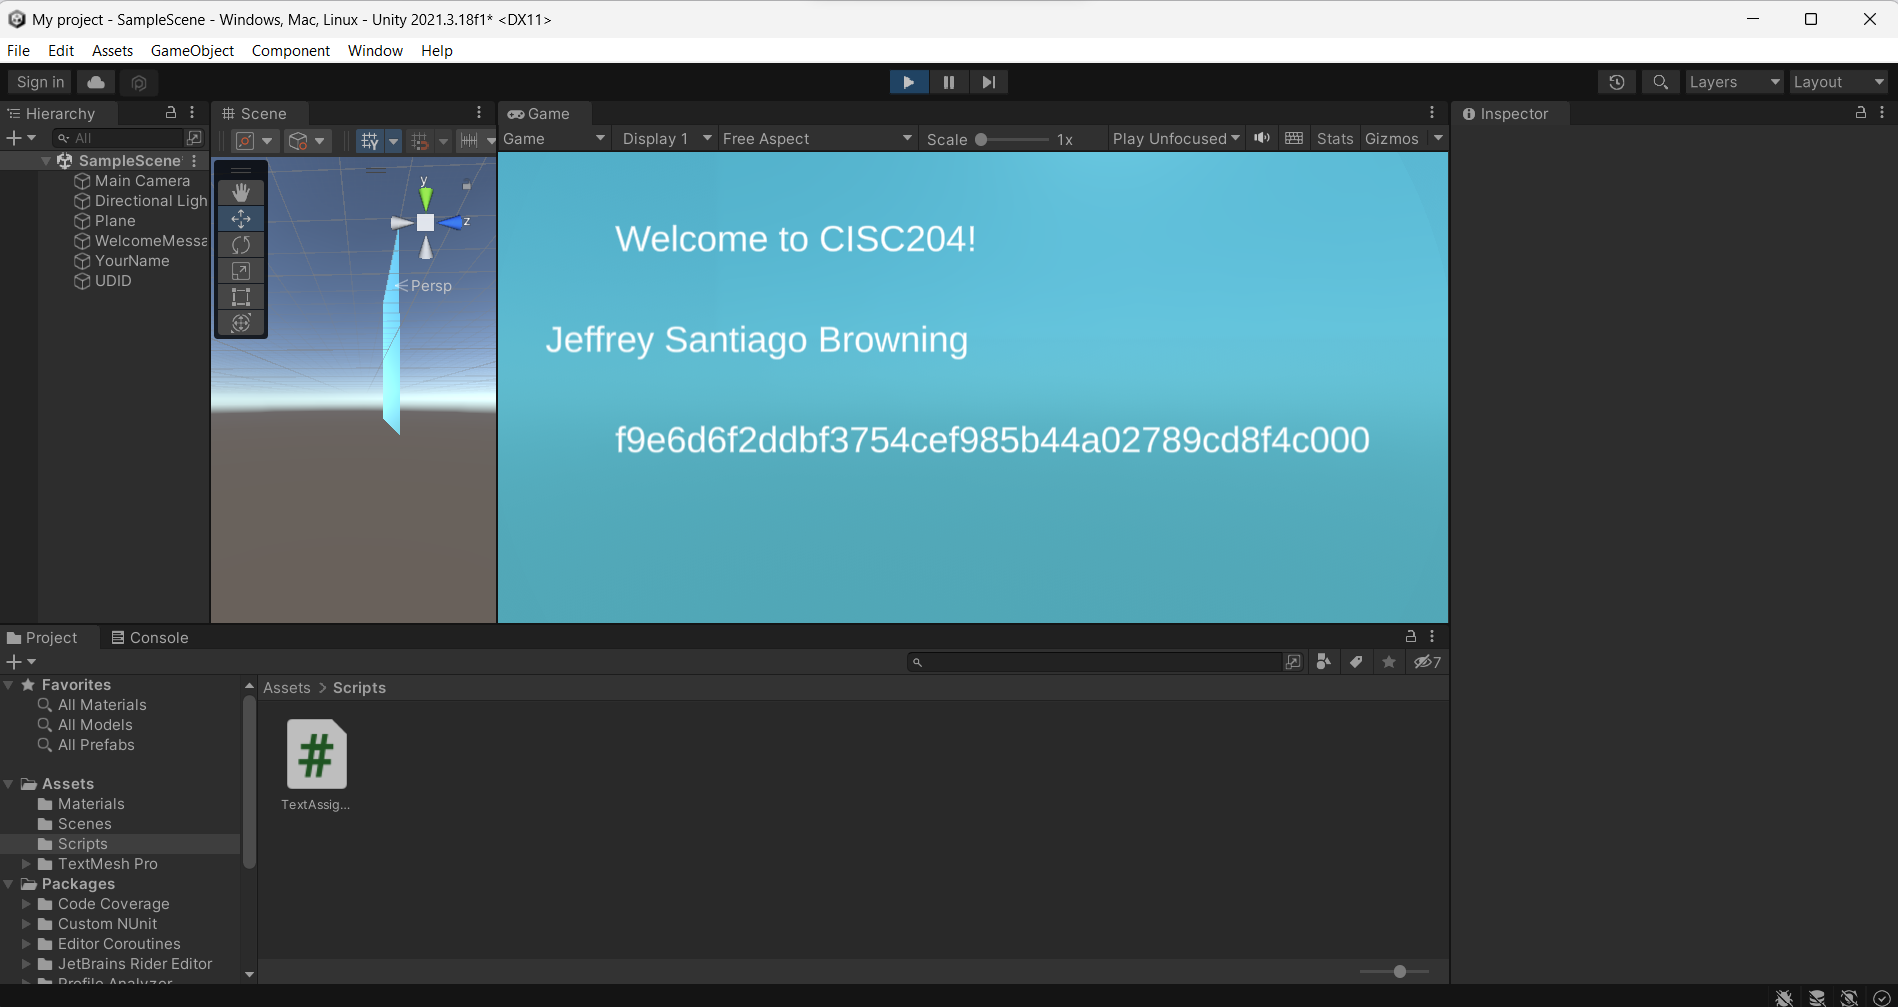 My project - SampleScene - Windows, Mac, Linux - Unity 2021.3.18f1* <DX11>
File Edit Assets GameObject Component Window Help
Sign in Layers Layout
Hierarchy
All
SampleScene
Main Camera
Directional Ligh
Plane
WelcomeMessa
YourName
UDID
Scene
y
z
Persp
Game
Game Display 1 Free Aspect Scale 1x Play Unfocused Stats Gizmos
Welcome to CISC204!
Jeffrey Santiago Browning
f9e6d6f2ddbf3754cef985b44a02789cd8f4c000
Inspector
Project Console
7
Favorites
All Materials
All Models
All Prefabs
Assets
Materials
Scenes
Scripts
TextMesh Pro
Packages
Code Coverage
Custom NUnit
Editor Coroutines
JetBrains Rider Editor
Profile Analyzer
Assets > Scripts
TextAssig...